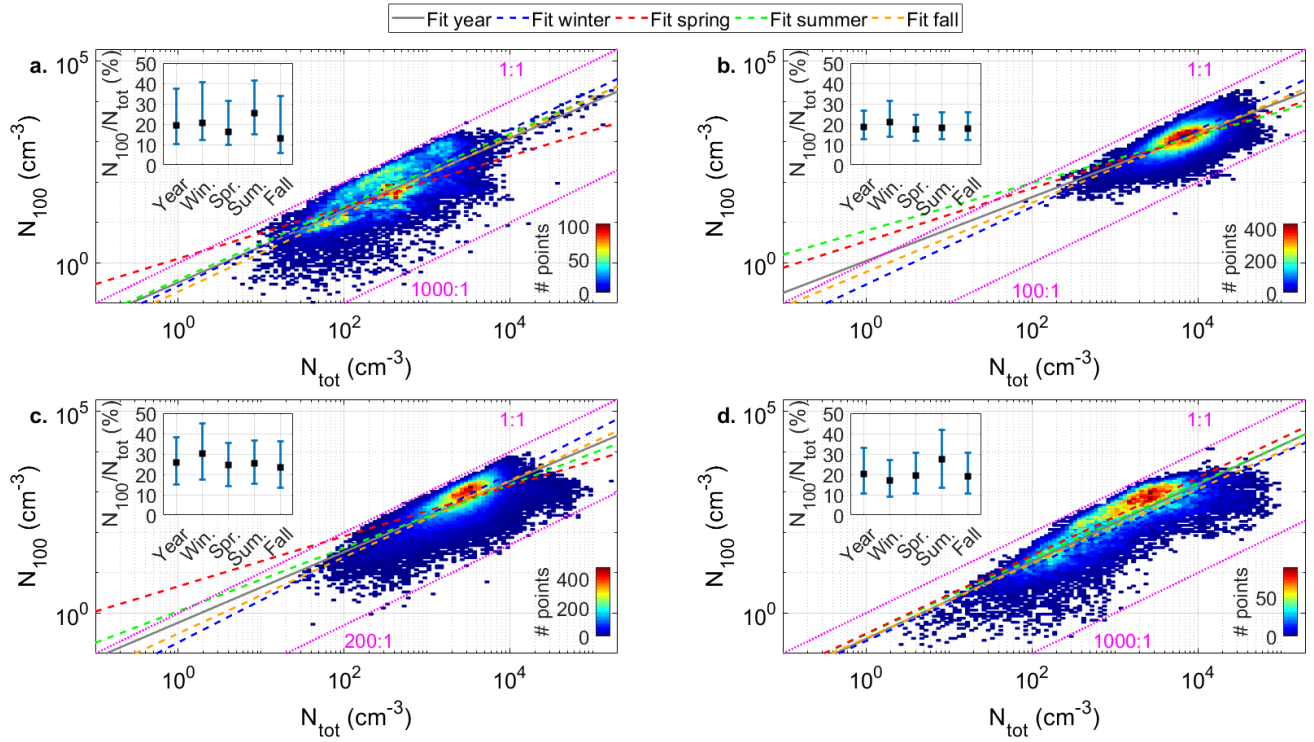 Fit year Fit winter Fit spring Fit summer Fit fall
a.
10^5
10^0
N_100 (cm^-3)
N_100/N_tot (%)
50
40
30
20
10
0
Year Win. Spr. Sum. Fall
1:1
1000:1
# points
100
50
0
10^0 10^2 10^4
N_tot (cm^-3)
b.
10^5
10^0
N_100 (cm^-3)
N_100/N_tot (%)
50
40
30
20
10
0
Year Win. Spr. Sum. Fall
1:1
100:1
# points
400
200
0
10^0 10^2 10^4
N_tot (cm^-3)
c.
10^5
10^0
N_100 (cm^-3)
N_100/N_tot (%)
50
40
30
20
10
0
Year Win. Spr. Sum. Fall
1:1
200:1
# points
400
200
0
10^0 10^2 10^4
N_tot (cm^-3)
d.
10^5
10^0
N_100 (cm^-3)
N_100/N_tot (%)
50
40
30
20
10
0
Year Win. Spr. Sum. Fall
1:1
1000:1
# points
50
0
10^0 10^2 10^4
N_tot (cm^-3)